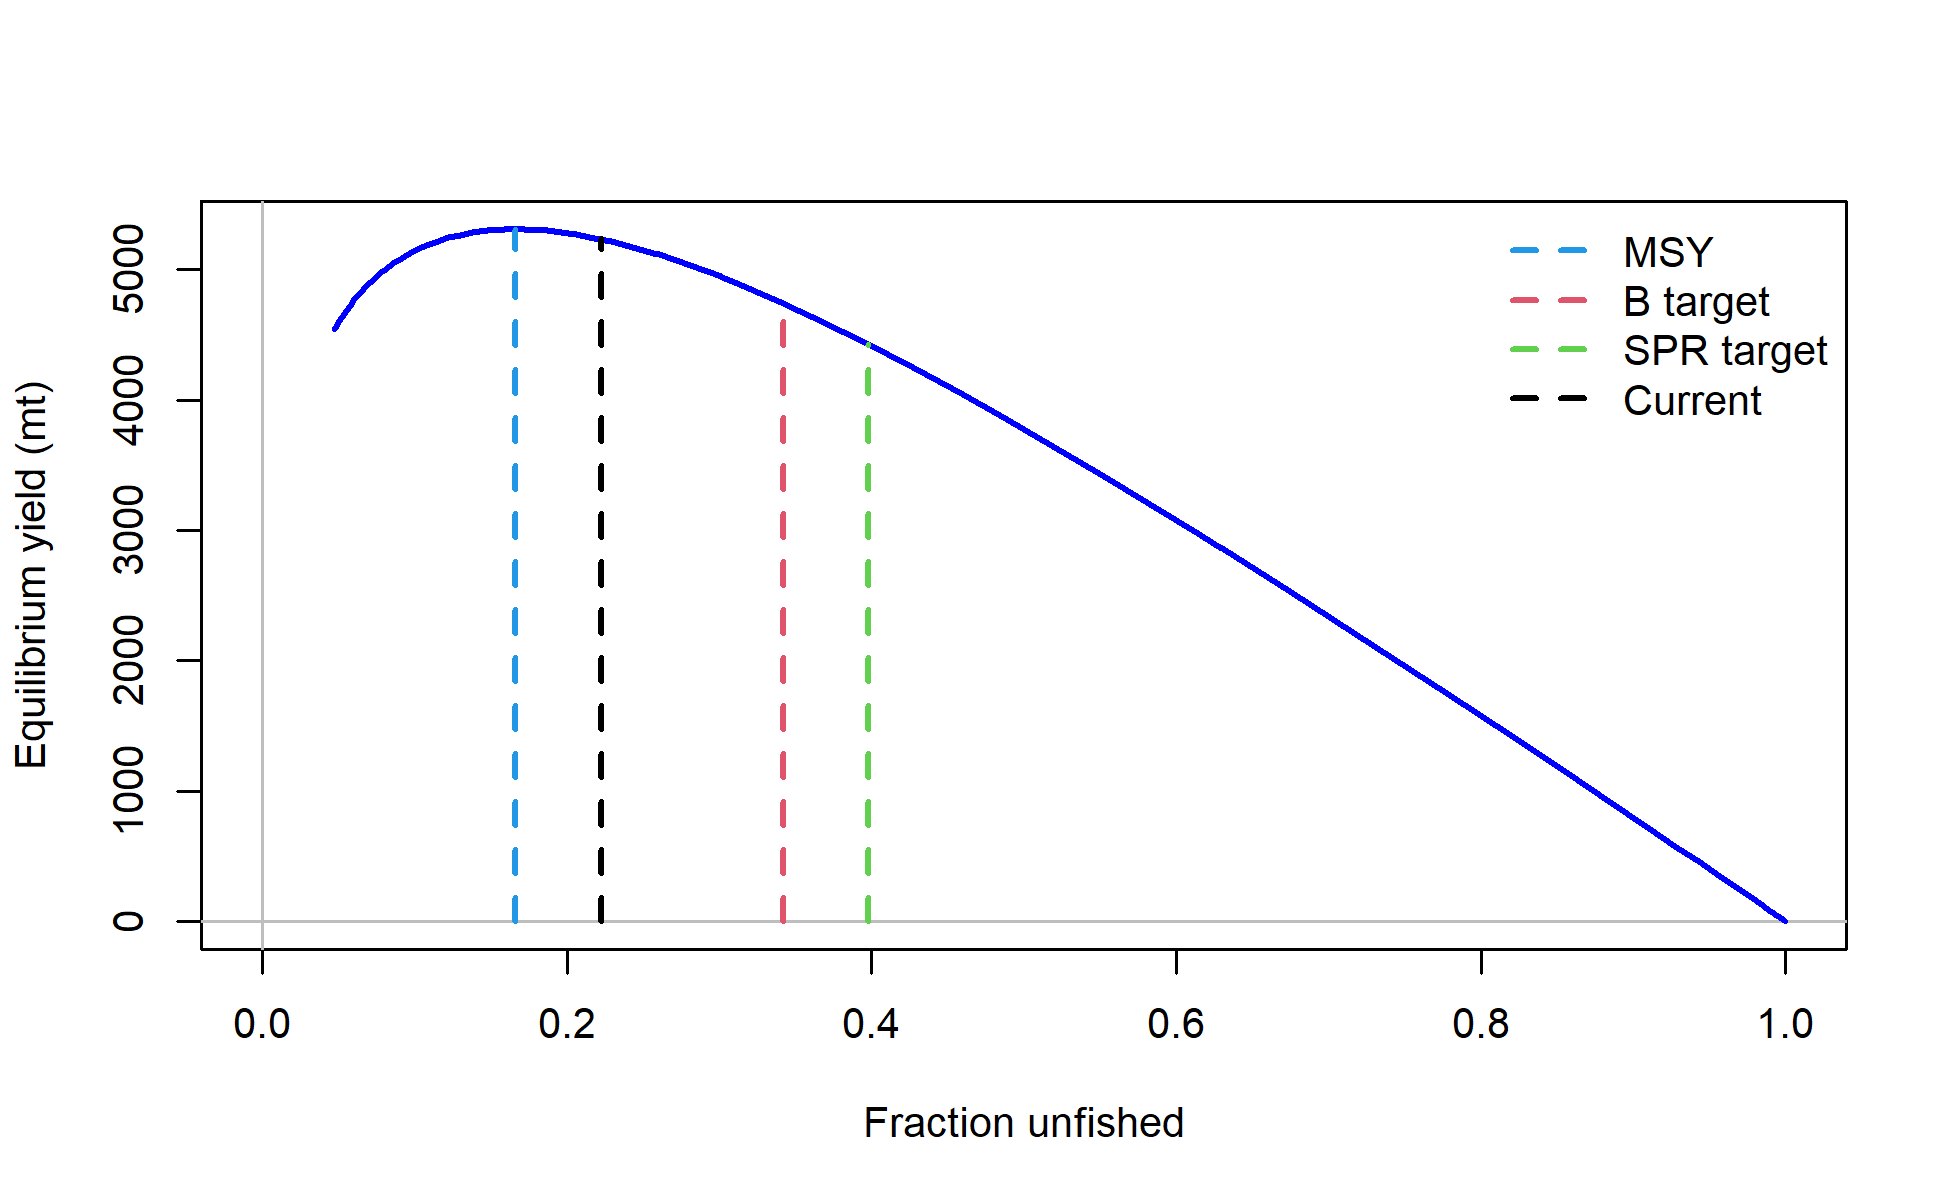 MSY
B target
SPR target
Current
Equilibrium yield (mt)
5000
4000
3000
2000
1000
0
0.0 0.2 0.4 0.6 0.8 1.0
Fraction unfished